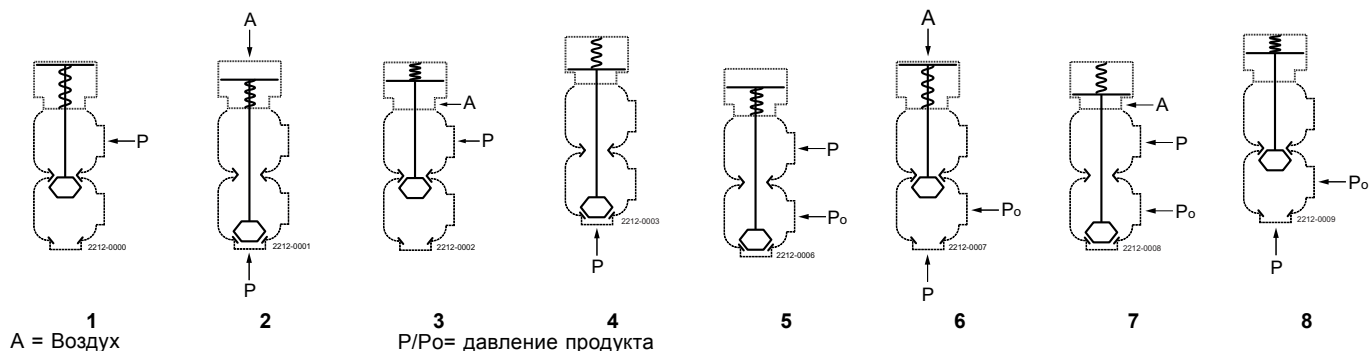 A
A
P
P
2212-0000
2212-0001
P
A
P
2212-0002
2212-0003
P
P
Po
2212-0006
A
Po
2212-0007
P
A
P
Po
2212-0008
Po
2212-0009
P
1 2 3 4 5 6 7 8
A = Воздух P/Po= давление продукта